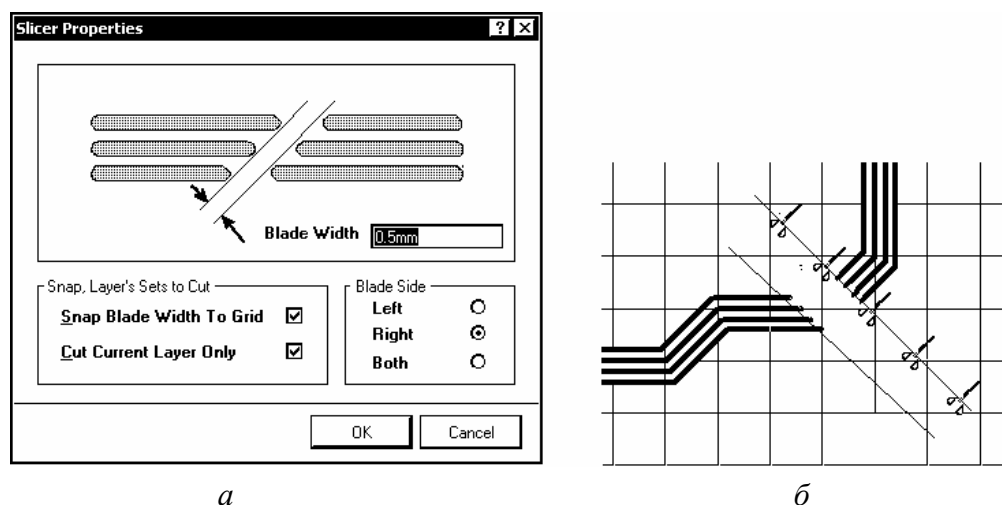 Slicer Properties
Blade Width 0.5mm
Snap, Layer's Sets to Cut
Snap Blade Width To Grid
Cut Current Layer Only
Blade Side
Left
Right
Both
OK Cancel
а б